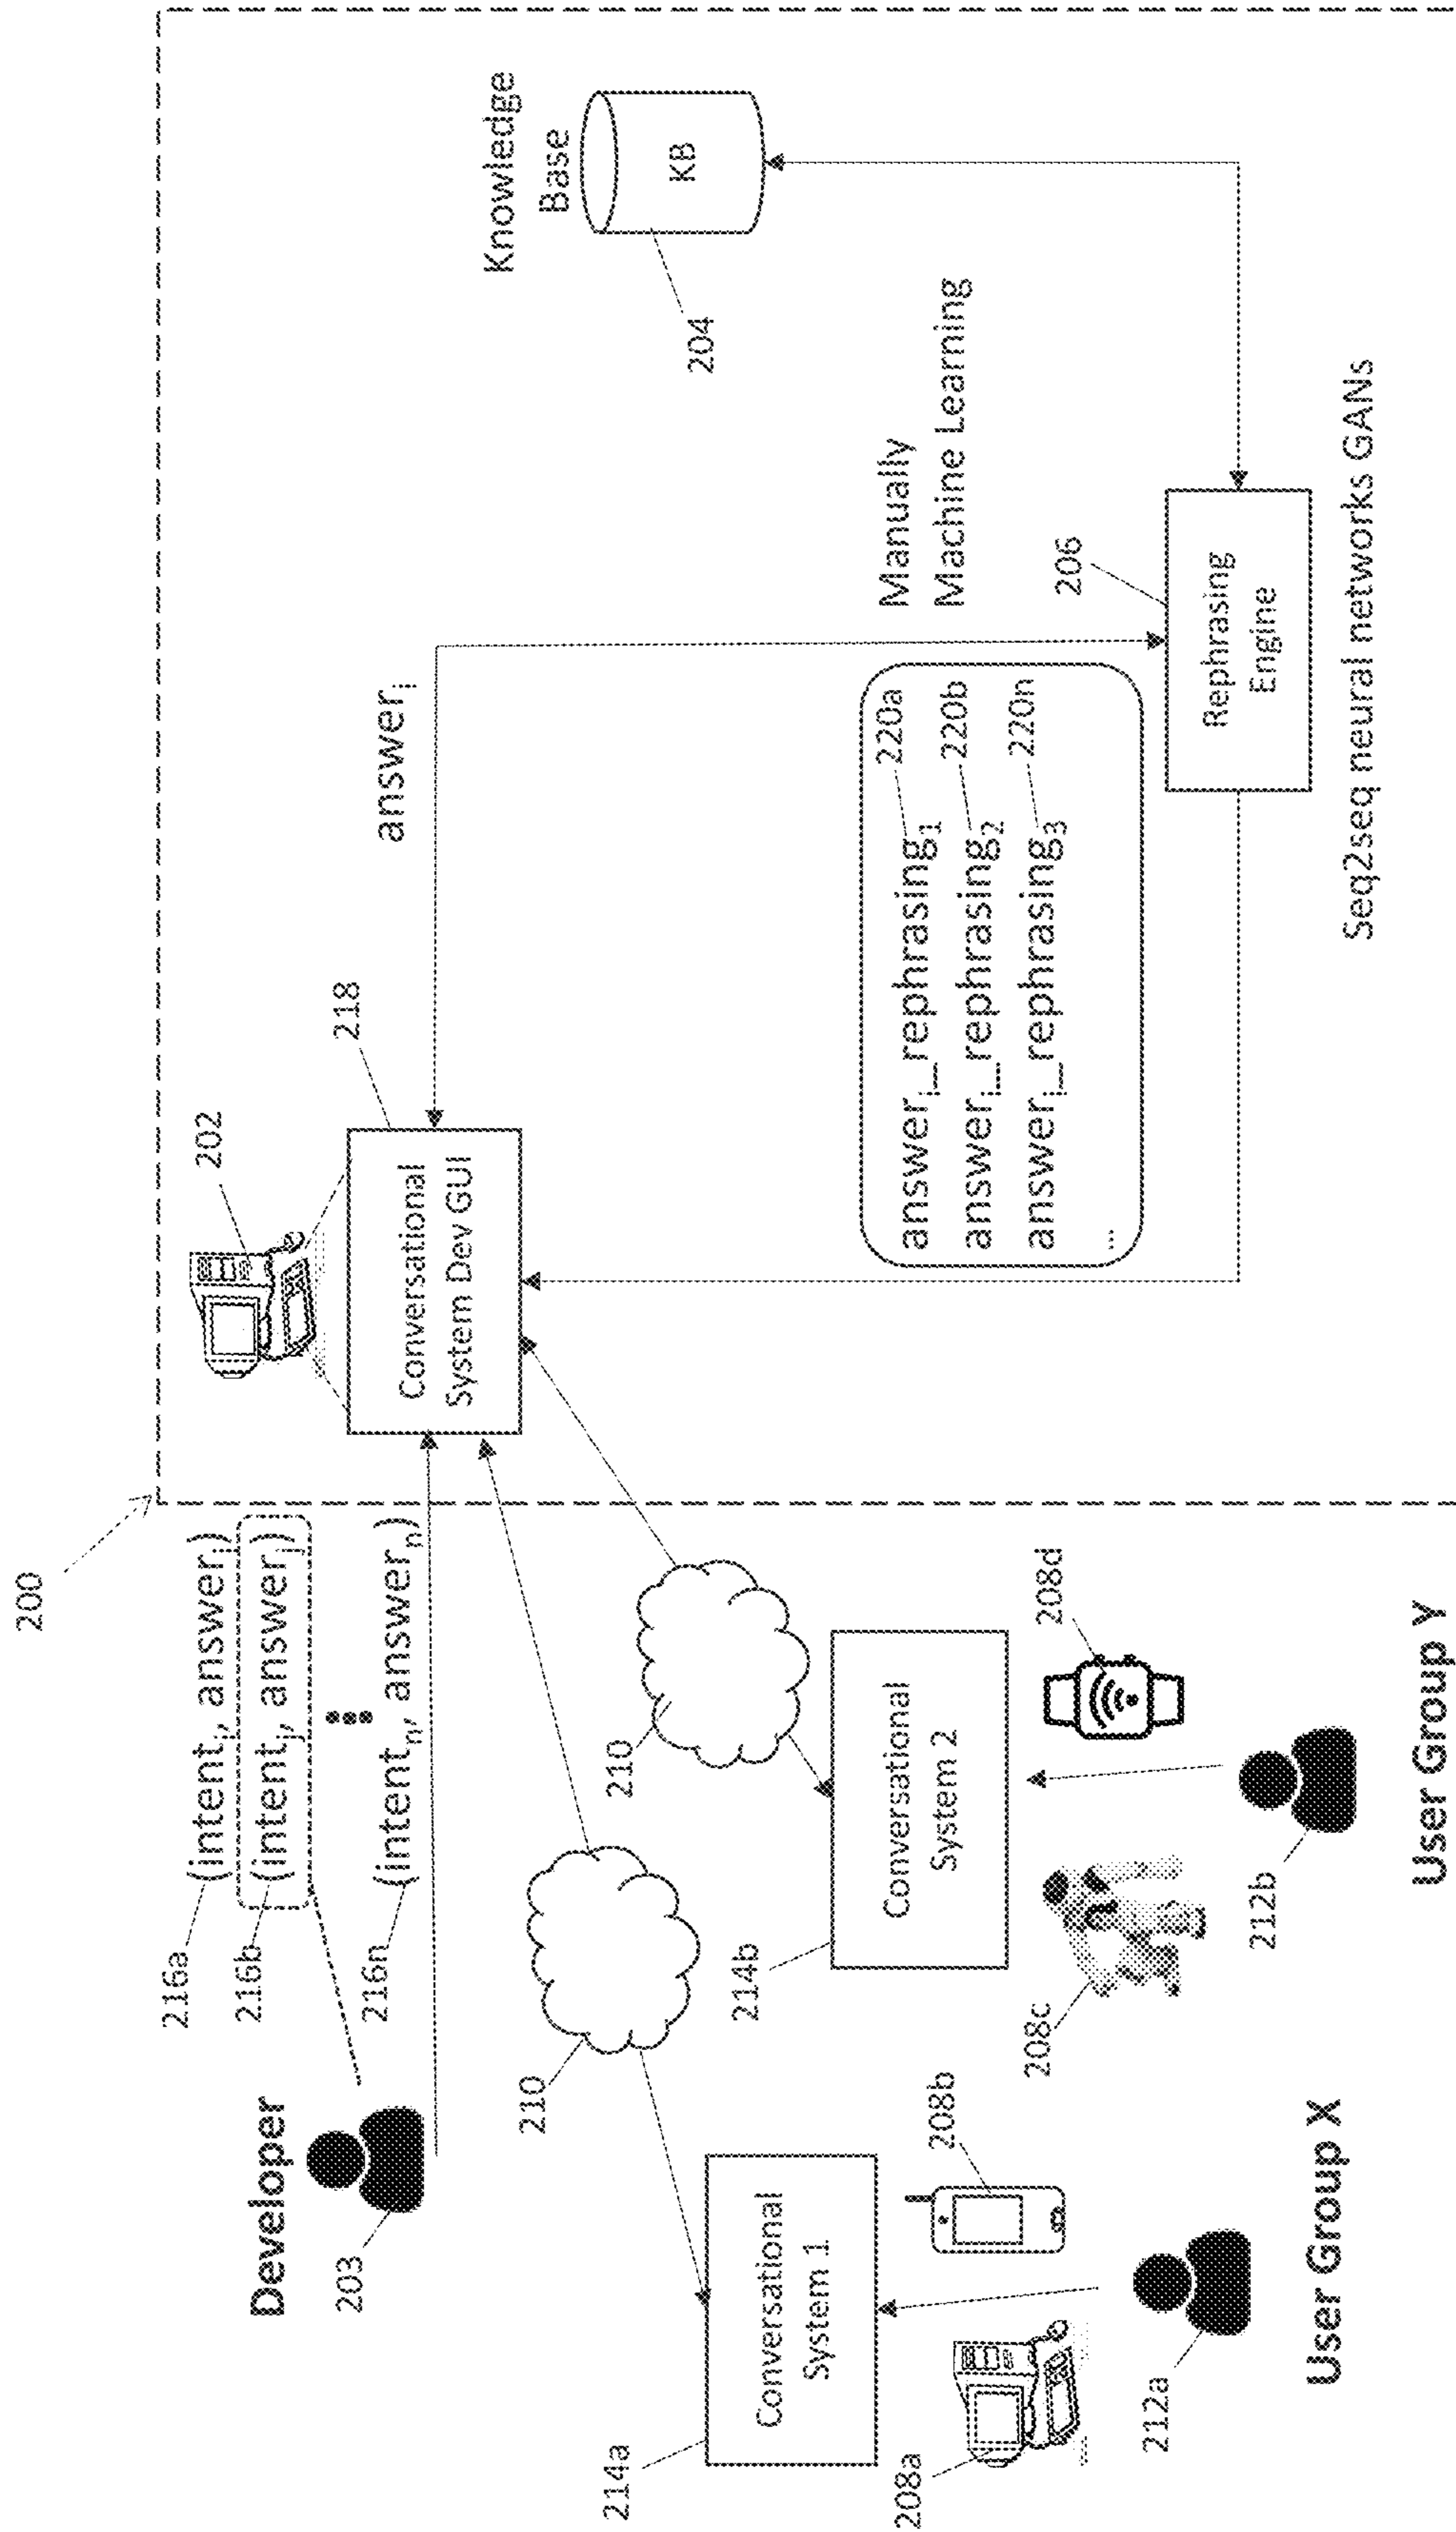 200
Developer
203
216a
(intentᵢ, answerᵢ)
216b
(intentⱼ, answerⱼ)
216n
(intentₙ, answerₙ)
202
Conversational
System Dev GUI
218
answerᵢ
Knowledge
Base
KB
204
210
210
214a
Conversational
System 1
208a
208b
212a
User Group X
214b
Conversational
System 2
208c
208d
212b
User Group Y
answerᵢ_rephrasing₁
220a
answerᵢ_rephrasing₂
220b
answerᵢ_rephrasing₃
220n
...
Manually
Machine Learning
206
Rephrasing
Engine
Seq2seq neural networks GANs